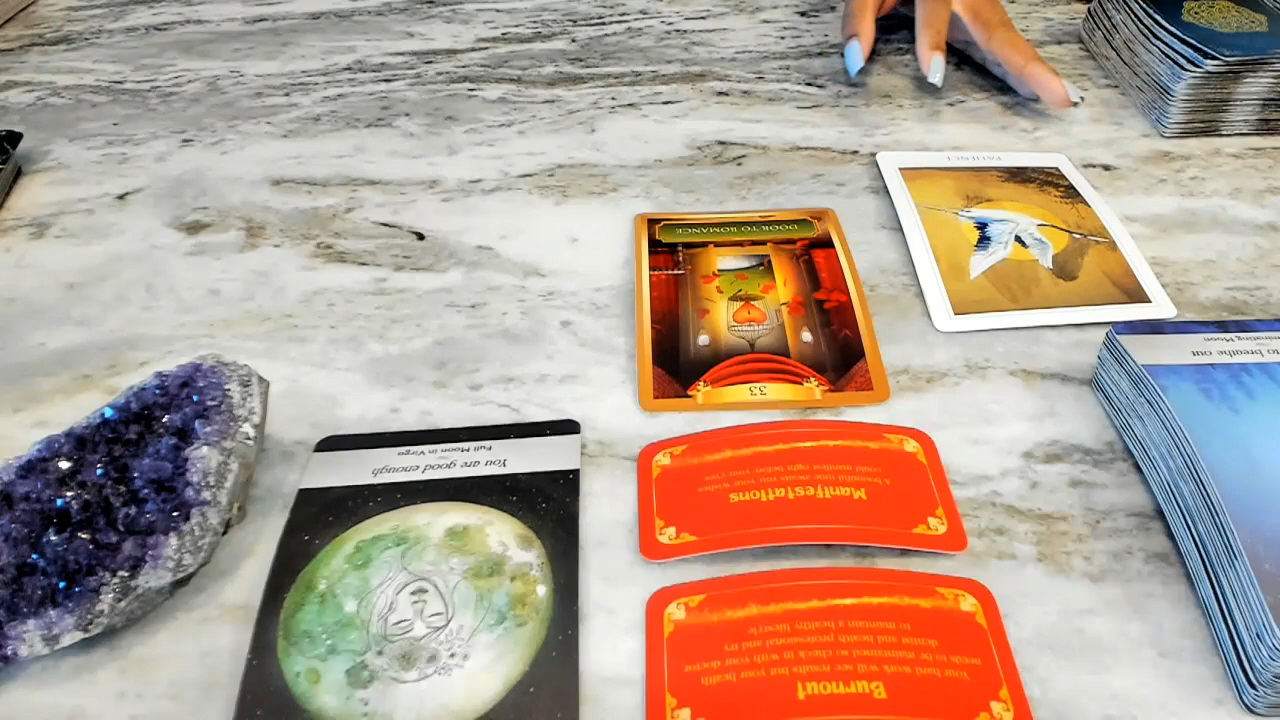 PATIENCE
DOOR TO ROMANCE
33
to breathe out
minating Moon
You are good enough
Full Moon in Virgo
Manifestations
A bountiful time awaits you, your wishes
could manifest right before your eyes
Burnout
Your hard work will see results but your health
needs to be maintained so check in with your doctor
dentist and health professional and try
to maintain a healthy lifestyle